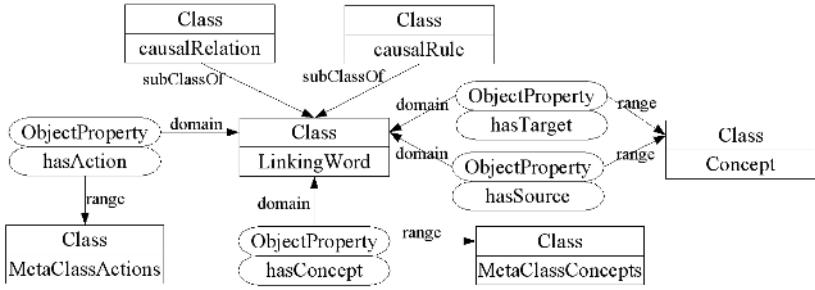 Class
causalRelation
Class
causalRule
subClassOf
subClassOf
ObjectProperty
hasAction
domain
Class
LinkingWord
domain
ObjectProperty
hasTarget
range
domain
ObjectProperty
hasSource
range
Class
Concept
range
domain
Class
MetaClassActions
ObjectProperty
hasConcept
range
Class
MetaClassConcepts